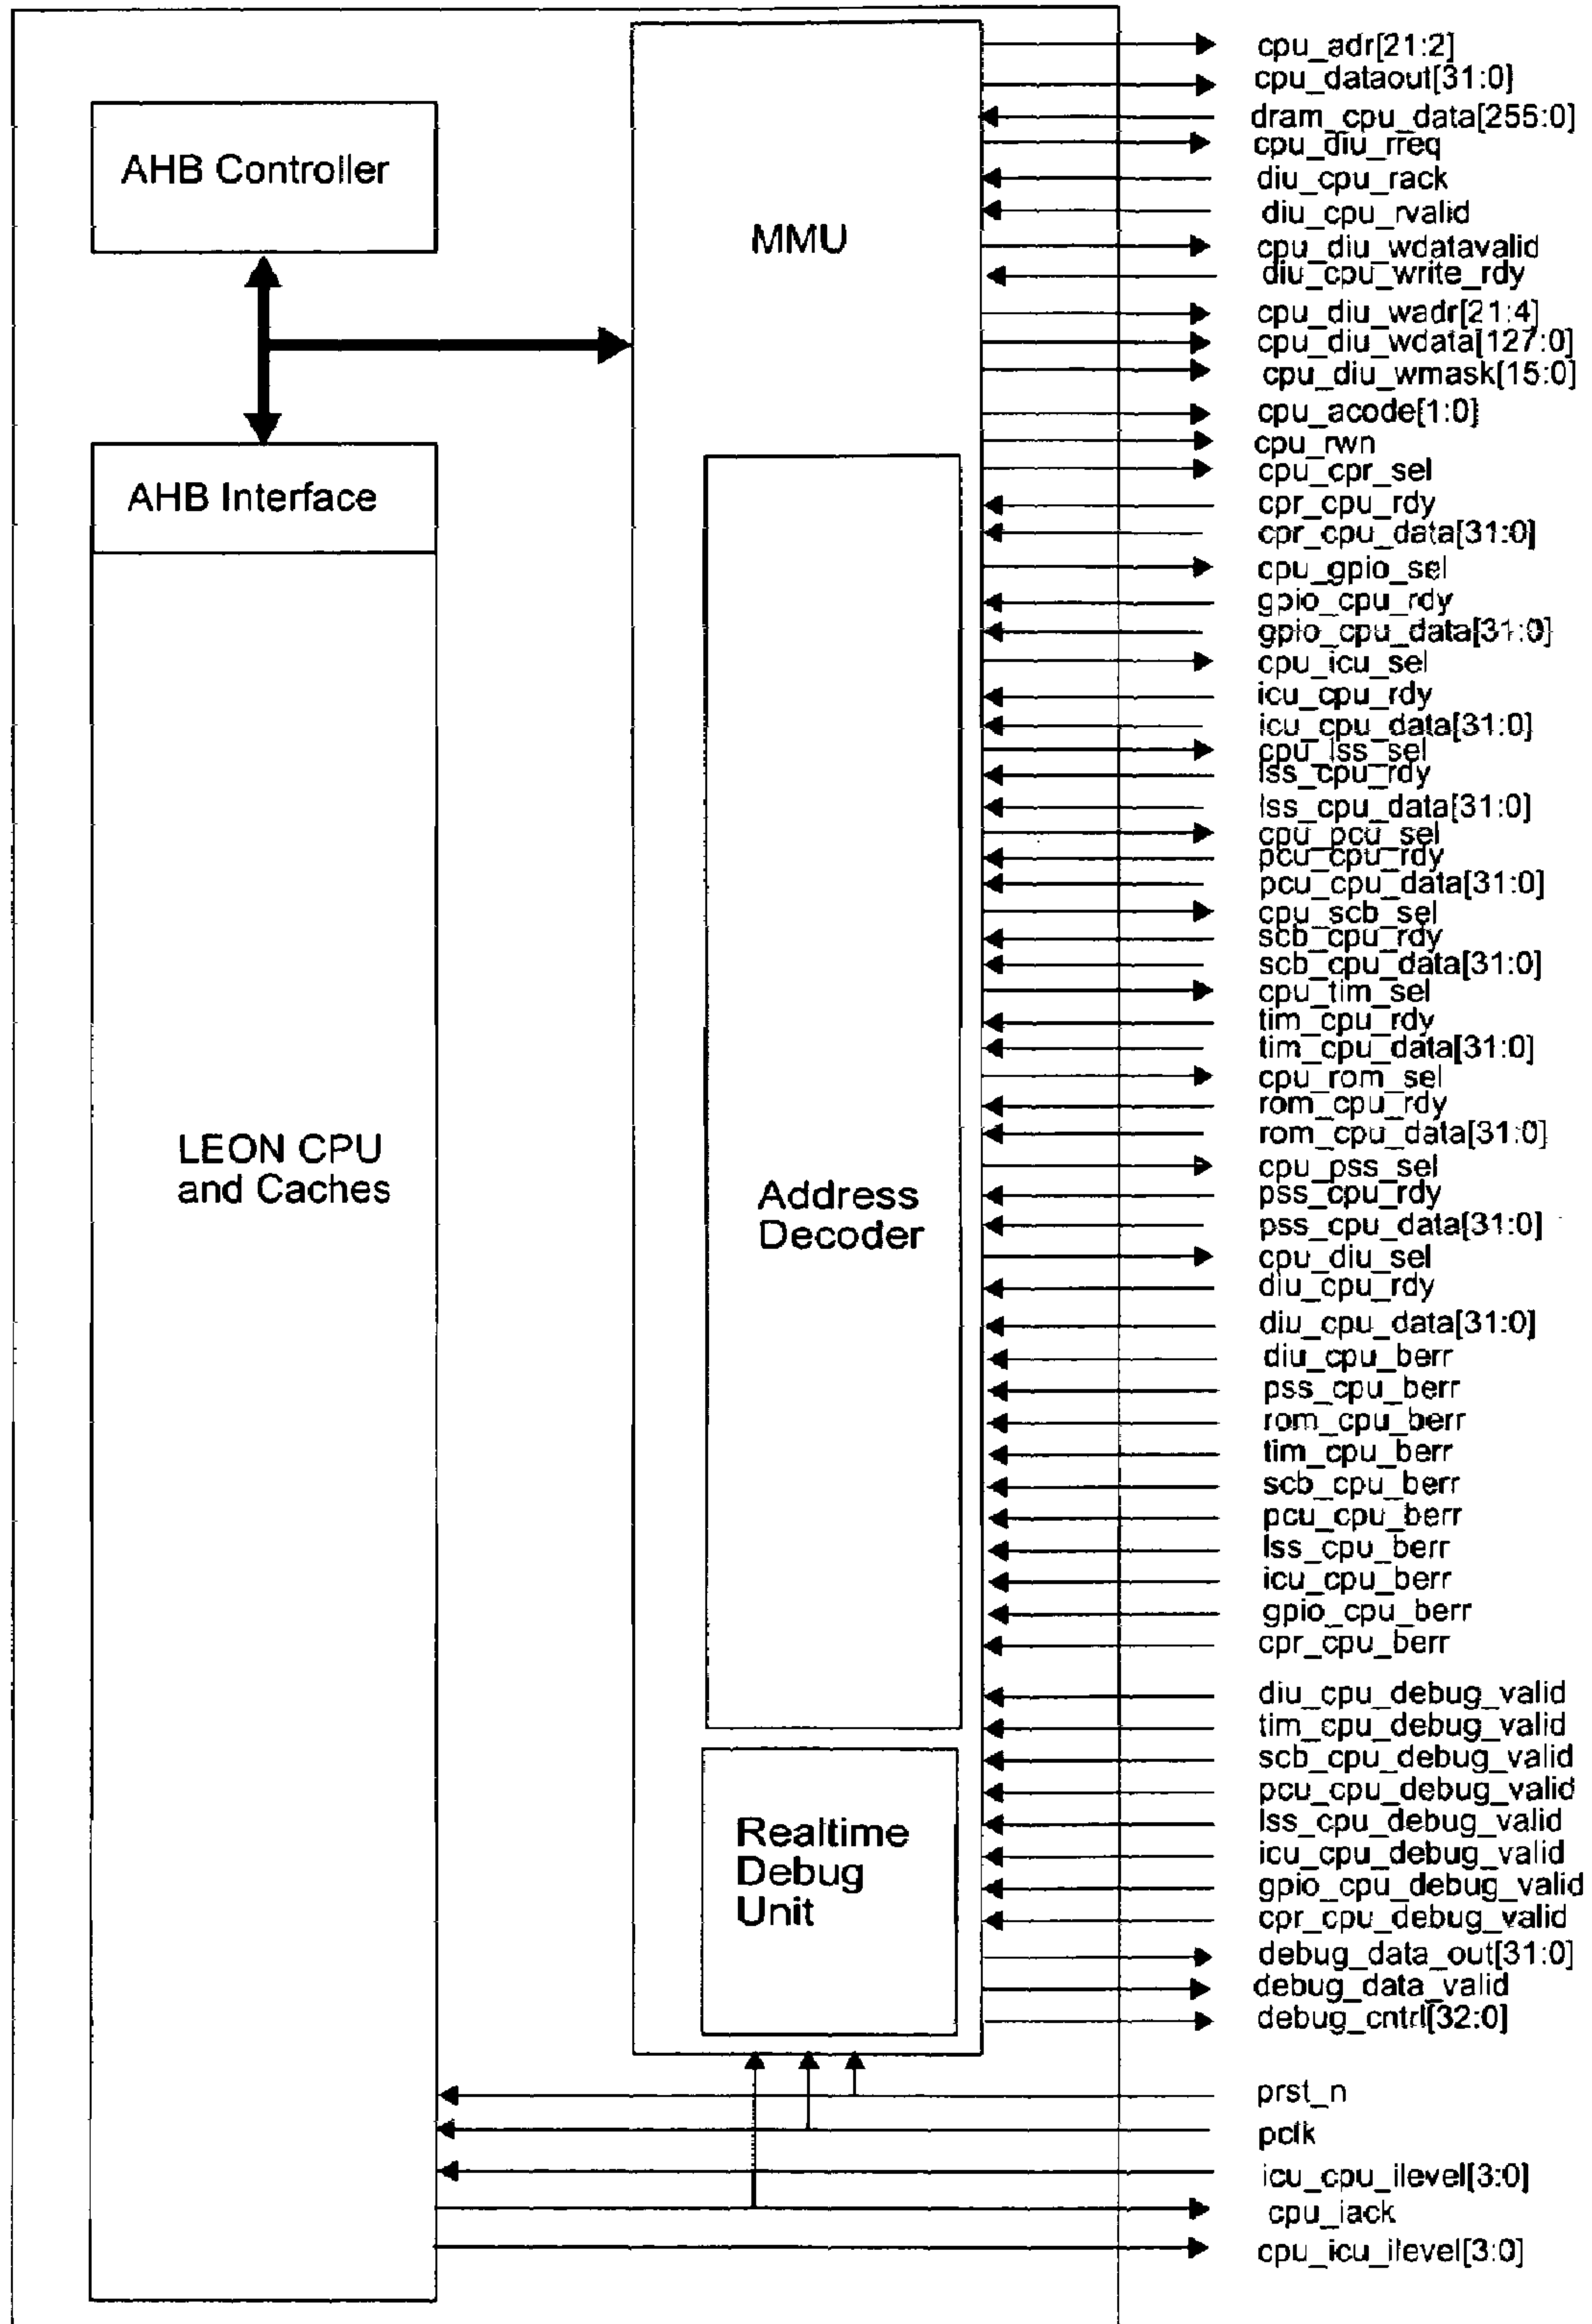 AHB Controller
AHB Interface
LEON CPU
and Caches
MMU
Address
Decoder
Realtime
Debug
Unit
cpu_adr[21:2]
cpu_dataout[31:0]
dram_cpu_data[255:0]
cpu_diu_rreq
diu_cpu_rack
diu_cpu_rvalid
cpu_diu_wdatavalid
diu_cpu_write_rdy
cpu_diu_wadr[21:4]
cpu_diu_wdata[127:0]
cpu_diu_wmask[15:0]
cpu_acode[1:0]
cpu_rwn
cpu_cpr_sel
cpr_cpu_rdy
cpr_cpu_data[31:0]
cpu_gpio_sel
gpio_cpu_rdy
gpio_cpu_data[31:0]
cpu_icu_sel
icu_cpu_rdy
icu_cpu_data[31:0]
cpu_lss_sel
lss_cpu_rdy
lss_cpu_data[31:0]
cpu_pcu_sel
pcu_cpu_rdy
pcu_cpu_data[31:0]
cpu_scb_sel
scb_cpu_rdy
scb_cpu_data[31:0]
cpu_tim_sel
tim_cpu_rdy
tim_cpu_data[31:0]
cpu_rom_sel
rom_cpu_rdy
rom_cpu_data[31:0]
cpu_pss_sel
pss_cpu_rdy
pss_cpu_data[31:0]
cpu_diu_sel
diu_cpu_rdy
diu_cpu_data[31:0]
diu_cpu_berr
pss_cpu_berr
rom_cpu_berr
tim_cpu_berr
scb_cpu_berr
pcu_cpu_berr
lss_cpu_berr
icu_cpu_berr
gpio_cpu_berr
cpr_cpu_berr
diu_cpu_debug_valid
tim_cpu_debug_valid
scb_cpu_debug_valid
pcu_cpu_debug_valid
lss_cpu_debug_valid
icu_cpu_debug_valid
gpio_cpu_debug_valid
cpr_cpu_debug_valid
debug_data_out[31:0]
debug_data_valid
debug_cntrl[32:0]
prst_n
pclk
icu_cpu_ilevel[3:0]
cpu_iack
cpu_icu_ilevel[3:0]